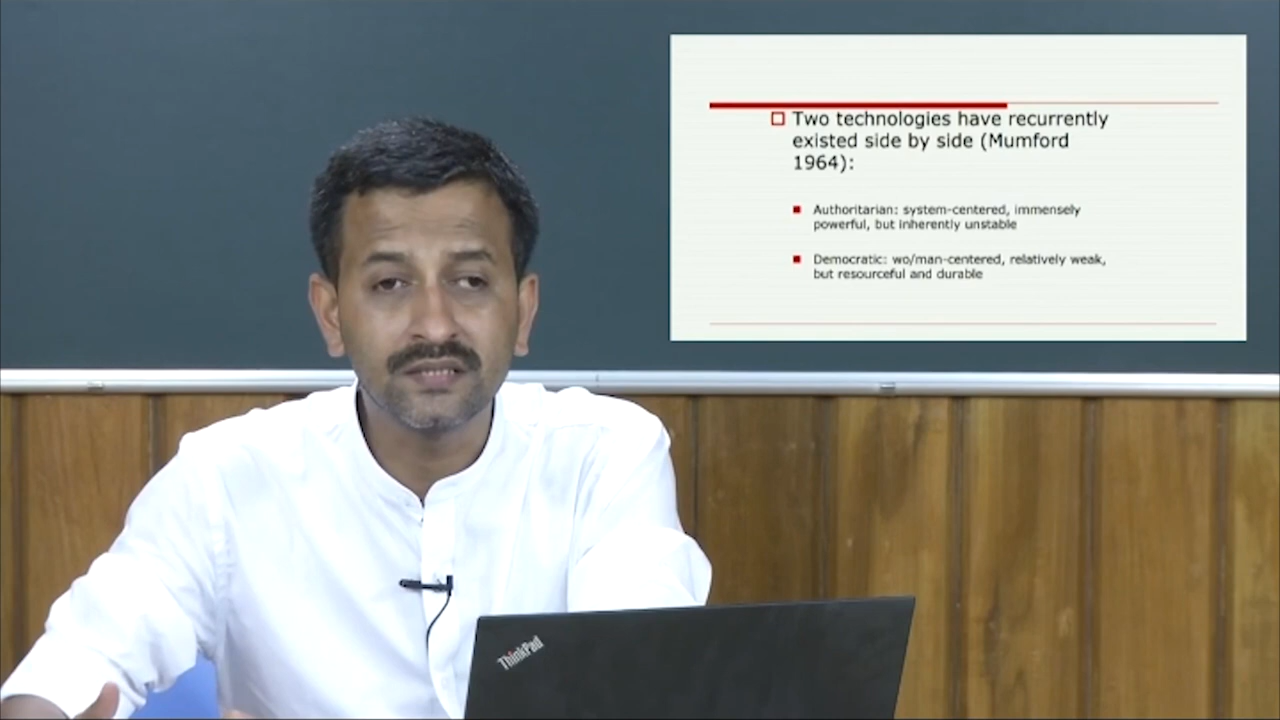 Two technologies have recurrently
existed side by side (Mumford
1964):
Authoritarian: system-centered, immensely
powerful, but inherently unstable
Democratic: wo/man-centered, relatively weak,
but resourceful and durable
ThinkPad